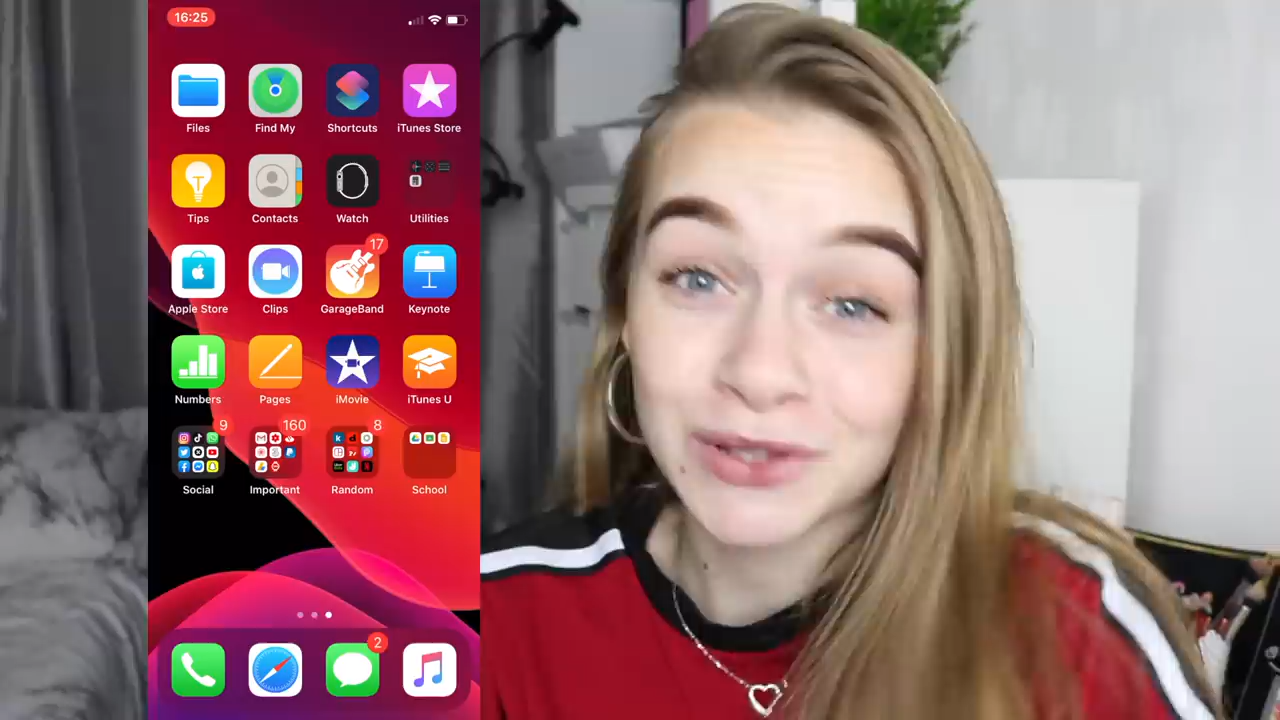 16:25
Files Find My Shortcuts iTunes Store
Tips Contacts Watch Utilities
17
Apple Store Clips GarageBand Keynote
Numbers Pages iMovie iTunes U
9 160 8
Social Important Random School
2